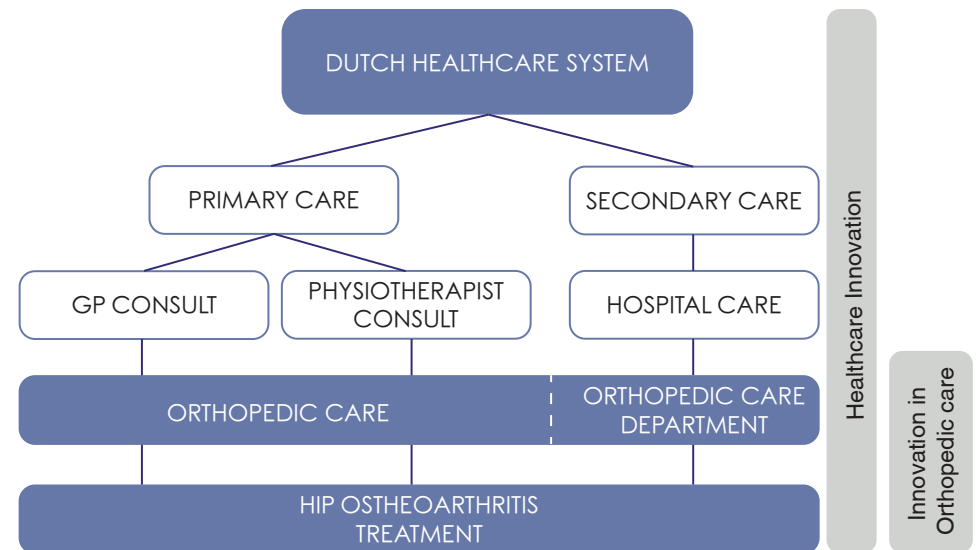 DUTCH HEALTHCARE SYSTEM
PRIMARY CARE
SECONDARY CARE
GP CONSULT
PHYSIOTHERAPIST
CONSULT
HOSPITAL CARE
ORTHOPEDIC CARE
ORTHOPEDIC CARE
DEPARTMENT
HIP OSTHEOARTHRITIS
TREATMENT
Healthcare Innovation
Innovation in
Orthopedic care